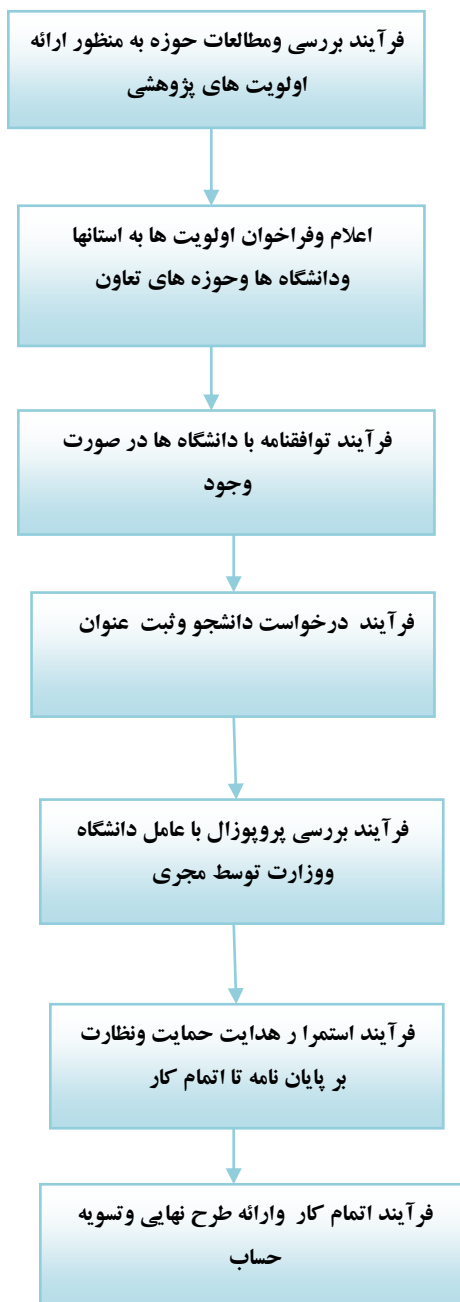 فرآیند بررسی ومطالعات حوزه به منظور ارائه
اولویت های پژوهشی
اعلام وفراخوان اولویت ها به استانها
ودانشگاه ها وحوزه های تعاون
فرآیند توافقنامه با دانشگاه ها در صورت
وجود
فرآیند درخواست دانشجو وثبت عنوان
فرآیند بررسی پروپوزال با عامل دانشگاه
ووزارت توسط مجری
فرآیند استمرا ر هدایت حمایت ونظارت
بر پایان نامه تا اتمام کار
فرآیند اتمام کار وارائه طرح نهایی وتسویه
حساب